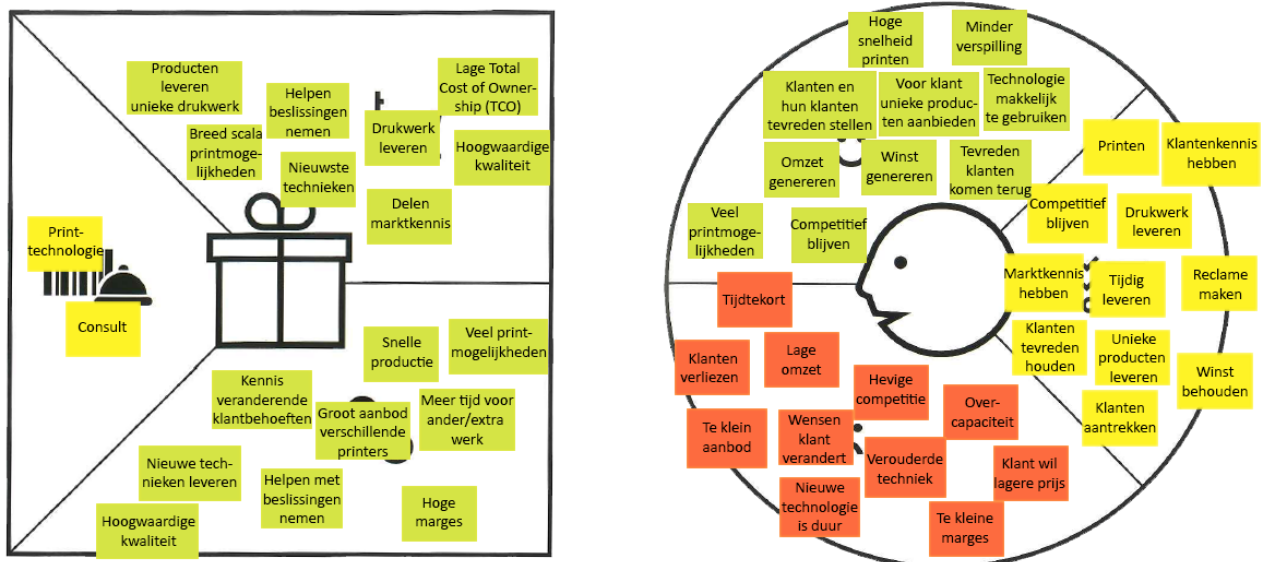 Producten
leveren
unieke drukwerk
Helpen
beslissingen
nemen
Lage Total
Cost of Owner-
ship (TCO)
Breed scala
printmoge-
lijkheden
Drukwerk
leveren
Hoogwaardige
kwaliteit
Nieuwste
technieken
Delen
marktkennis
Print-
technologie
Consult
Snelle
productie
Veel print-
mogelijkheden
Kennis
veranderende
klantbehoeften
Groot aanbod
verschillende
printers
Meer tijd voor
ander/extra
werk
Nieuwe tech-
nieken leveren
Helpen met
beslissingen
nemen
Hoge
marges
Hoogwaardige
kwaliteit
Hoge
snelheid
printen
Minder
verspilling
Klanten en
hun klanten
tevreden stellen
Voor klant
unieke produc-
ten aanbieden
Technologie
makkelijk
te gebruiken
Omzet
genereren
Winst
genereren
Tevreden
klanten
komen terug
Veel
printmoge-
lijkheden
Competitief
blijven
Printen
Klantenkennis
hebben
Competitief
blijven
Drukwerk
leveren
Marktkennis
hebben
Tijdig
leveren
Reclame
maken
Klanten
tevreden
houden
Unieke
producten
leveren
Winst
behouden
Klanten
aantrekken
Tijdtekort
Klanten
verliezen
Lage
omzet
Hevige
competitie
Over-
capaciteit
Te klein
aanbod
Wensen
klant
verandert
Verouderde
techniek
Klant wil
lagere prijs
Nieuwe
technologie
is duur
Te kleine
marges